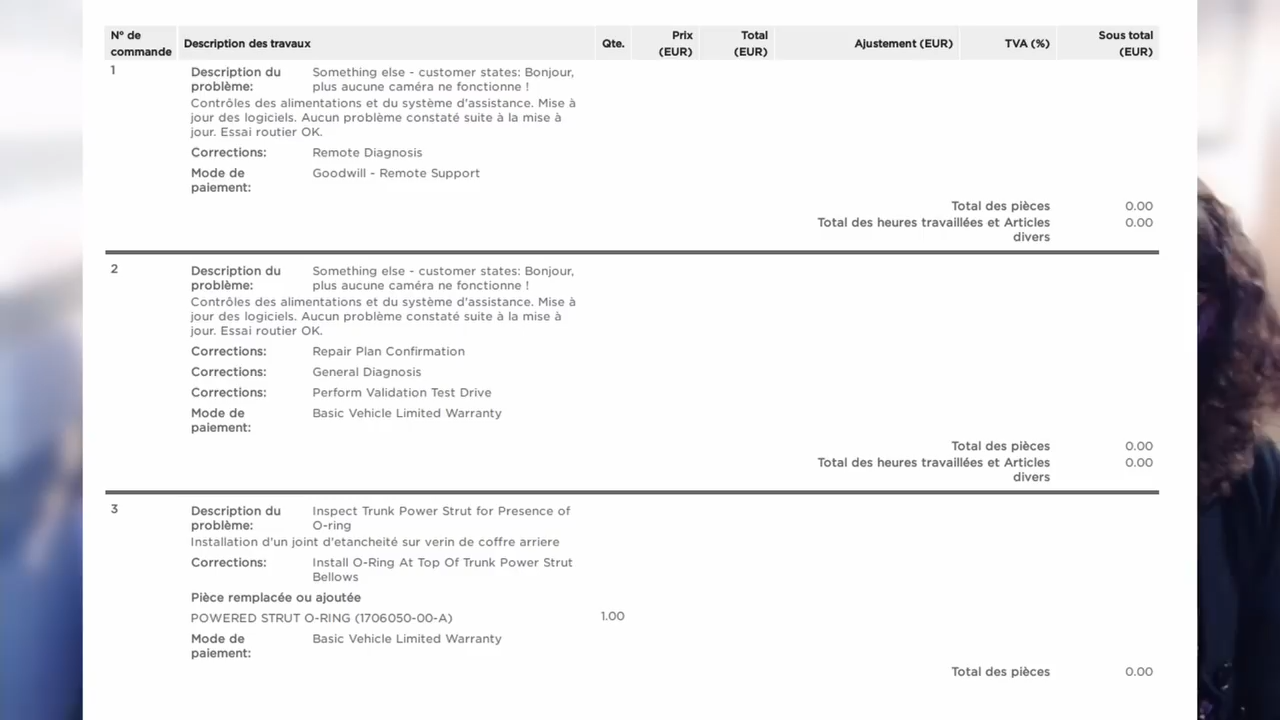 N° de commande Description des travaux Qte. Prix (EUR) Total (EUR) Ajustement (EUR) TVA (%) Sous total (EUR)
1
Description du problème: Something else - customer states: Bonjour,
plus aucune caméra ne fonctionne !
Contrôles des alimentations et du système d'assistance. Mise à
jour des logiciels. Aucun problème constaté suite à la mise à
jour. Essai routier OK.
Corrections: Remote Diagnosis
Mode de paiement: Goodwill - Remote Support
Total des pièces 0.00
Total des heures travaillées et Articles divers 0.00
2
Description du problème: Something else - customer states: Bonjour,
plus aucune caméra ne fonctionne !
Contrôles des alimentations et du système d'assistance. Mise à
jour des logiciels. Aucun problème constaté suite à la mise à
jour. Essai routier OK.
Corrections: Repair Plan Confirmation
Corrections: General Diagnosis
Corrections: Perform Validation Test Drive
Mode de paiement: Basic Vehicle Limited Warranty
Total des pièces 0.00
Total des heures travaillées et Articles divers 0.00
3
Description du problème: Inspect Trunk Power Strut for Presence of
O-ring
Installation d'un joint d'etancheité sur verin de coffre arriere
Corrections: Install O-Ring At Top Of Trunk Power Strut
Bellows
Pièce remplacée ou ajoutée
POWERED STRUT O-RING (1706050-00-A) 1.00
Mode de paiement: Basic Vehicle Limited Warranty
Total des pièces 0.00